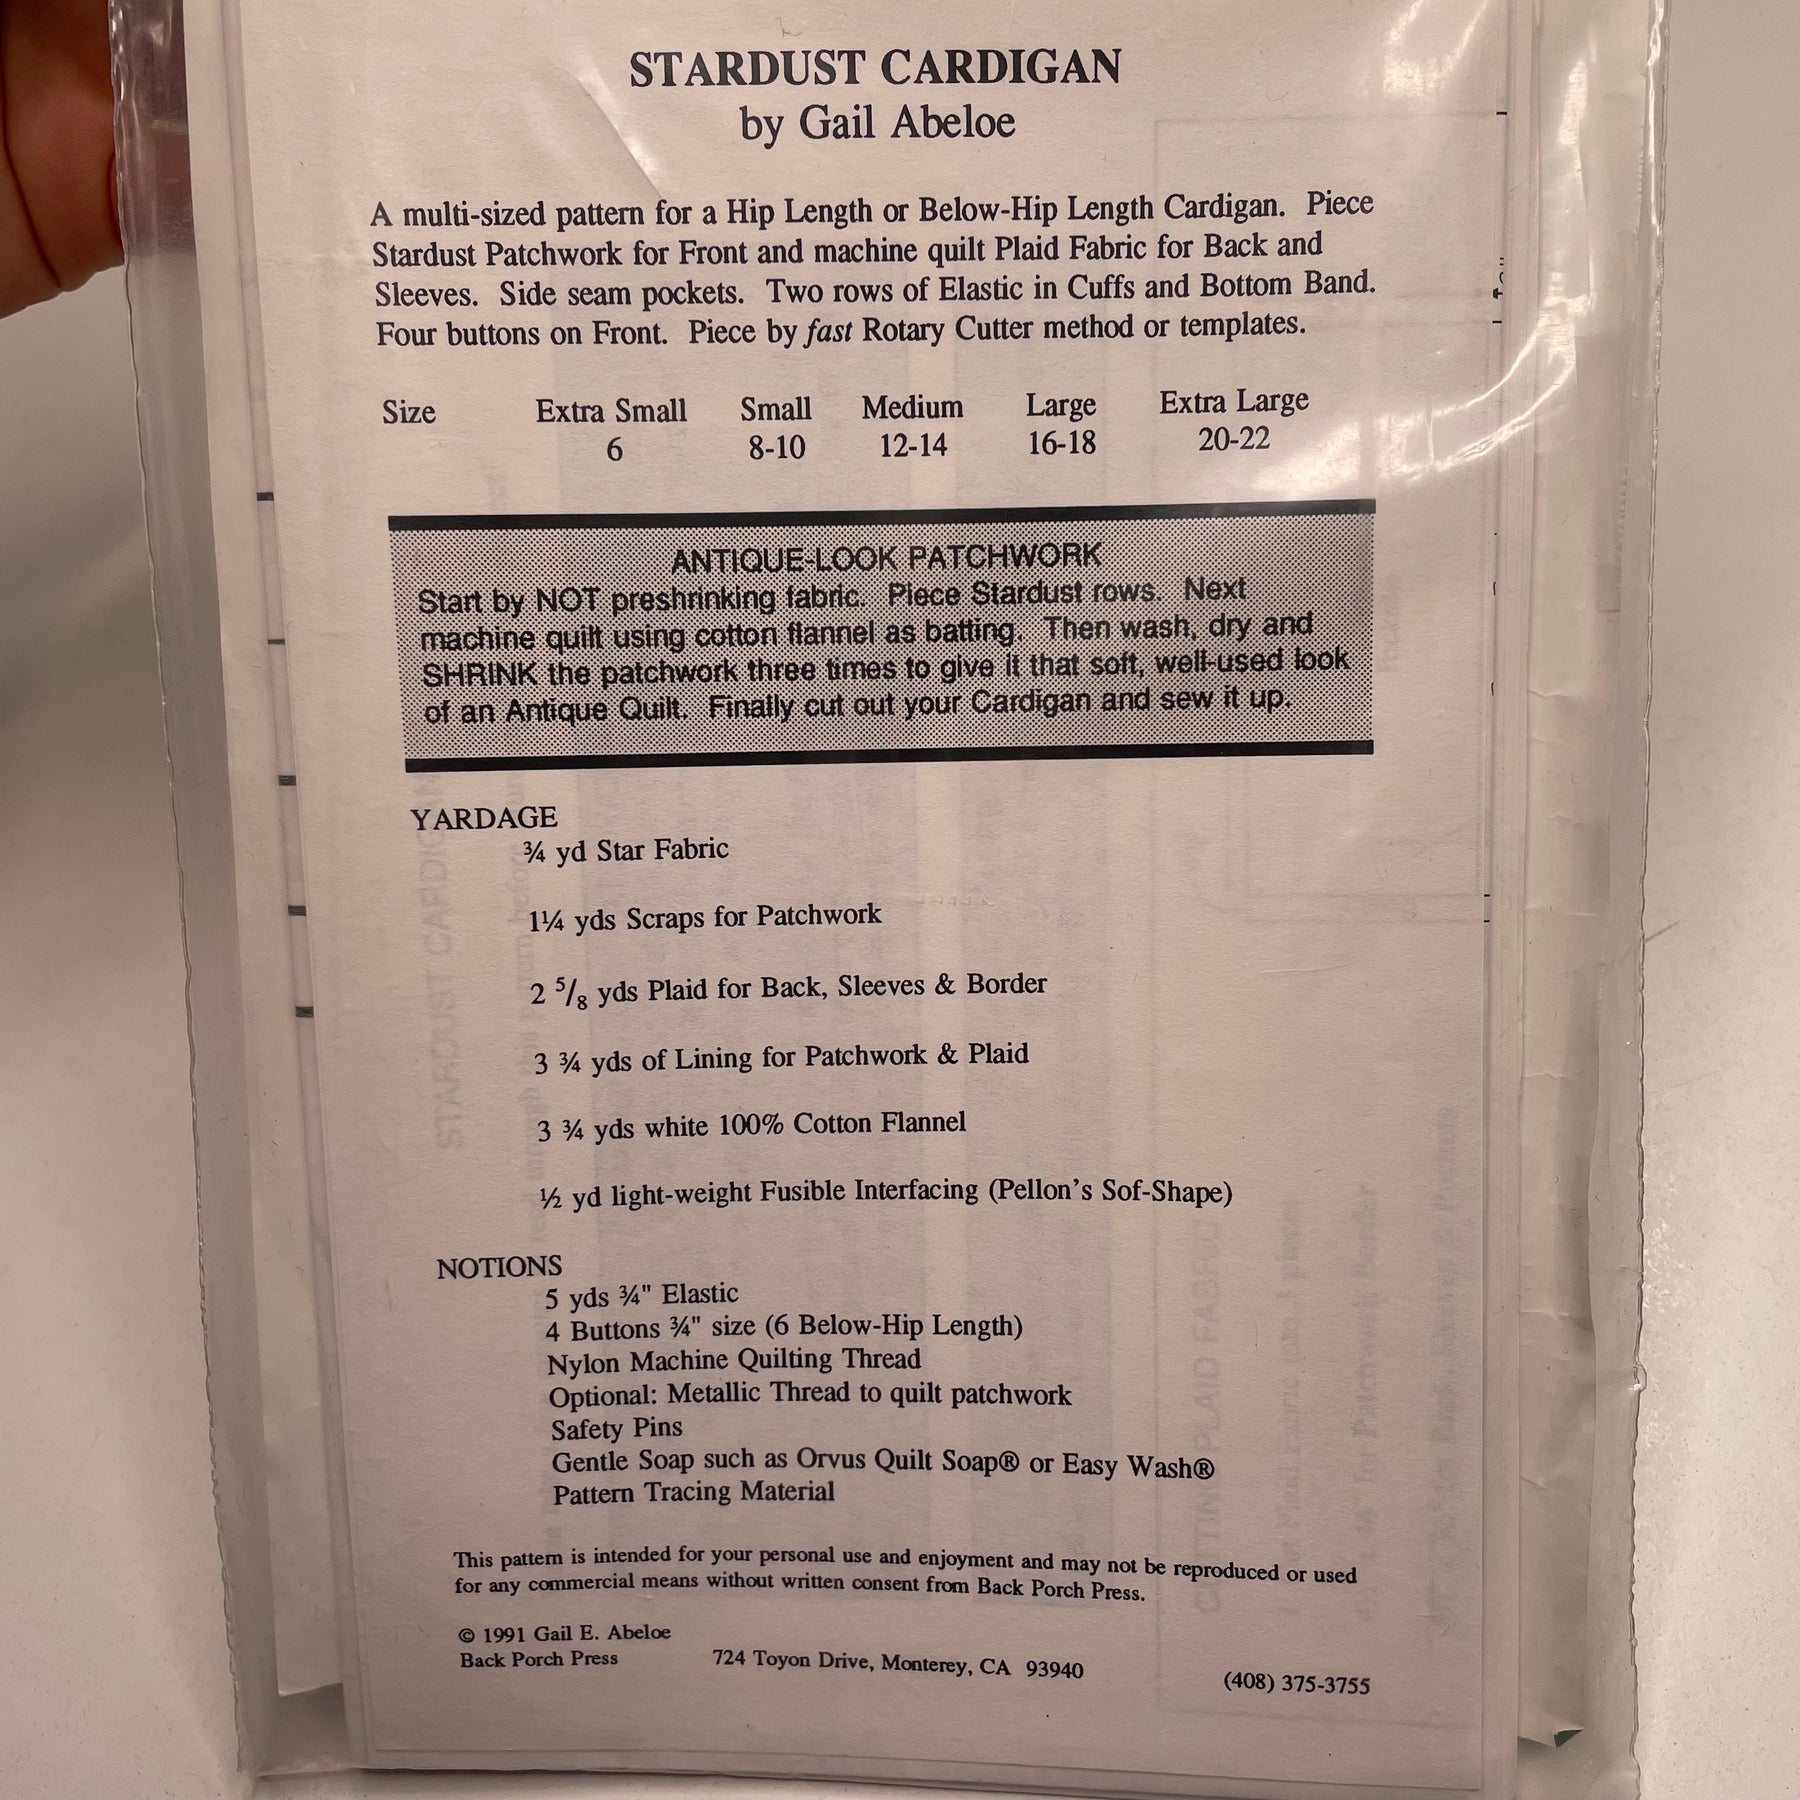 STARDUST CARDIGAN
by Gail Abeloe
A multi-sized pattern for a Hip Length or Below-Hip Length Cardigan. Piece
Stardust Patchwork for Front and machine quilt Plaid Fabric for Back and
Sleeves. Side seam pockets. Two rows of Elastic in Cuffs and Bottom Band.
Four buttons on Front. Piece by fast Rotary Cutter method or templates.
Size Extra Small Small Medium Large Extra Large
6 8-10 12-14 16-18 20-22
ANTIQUE-LOOK PATCHWORK
Start by NOT preshrinking fabric. Piece Stardust rows. Next
machine quilt using cotton flannel as batting. Then wash, dry and
SHRINK the patchwork three times to give it that soft, well-used look
of an Antique Quilt. Finally cut out your Cardigan and sew it up.
YARDAGE
¾ yd Star Fabric
1¼ yds Scraps for Patchwork
2 5/8 yds Plaid for Back, Sleeves & Border
3 ¾ yds of Lining for Patchwork & Plaid
3 ¾ yds white 100% Cotton Flannel
½ yd light-weight Fusible Interfacing (Pellon's Sof-Shape)
NOTIONS
5 yds ¾" Elastic
4 Buttons ¾" size (6 Below-Hip Length)
Nylon Machine Quilting Thread
Optional: Metallic Thread to quilt patchwork
Safety Pins
Gentle Soap such as Orvus Quilt Soap® or Easy Wash®
Pattern Tracing Material
This pattern is intended for your personal use and enjoyment and may not be reproduced or used
for any commercial means without written consent from Back Porch Press.
© 1991 Gail E. Abeloe
Back Porch Press 724 Toyon Drive, Monterey, CA 93940 (408) 375-3755
STARDUST CARDIGAN